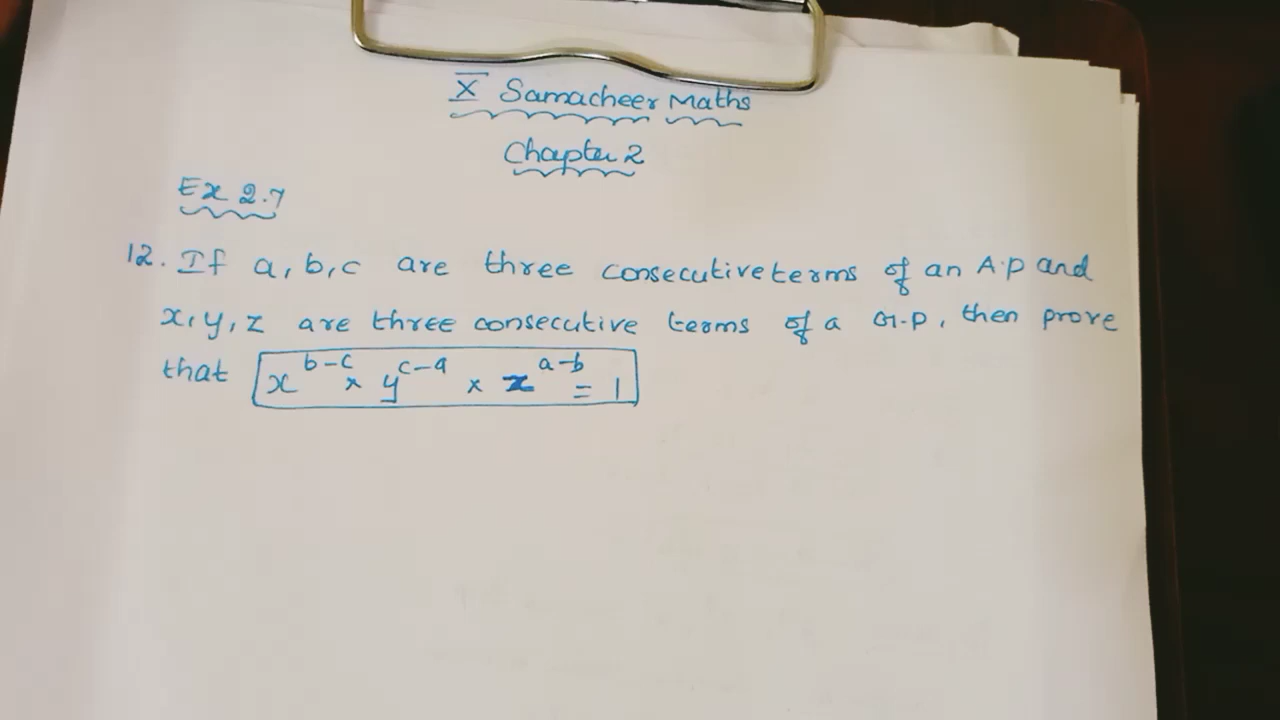 X Samacheer Maths
Chapter 2
Ex 2.7
12. If a, b, c are three consecutive terms of an A.P and
x, y, z are three consecutive terms of a G.P, then prove
that x^{b-c} × y^{c-a} × z^{a-b} = 1